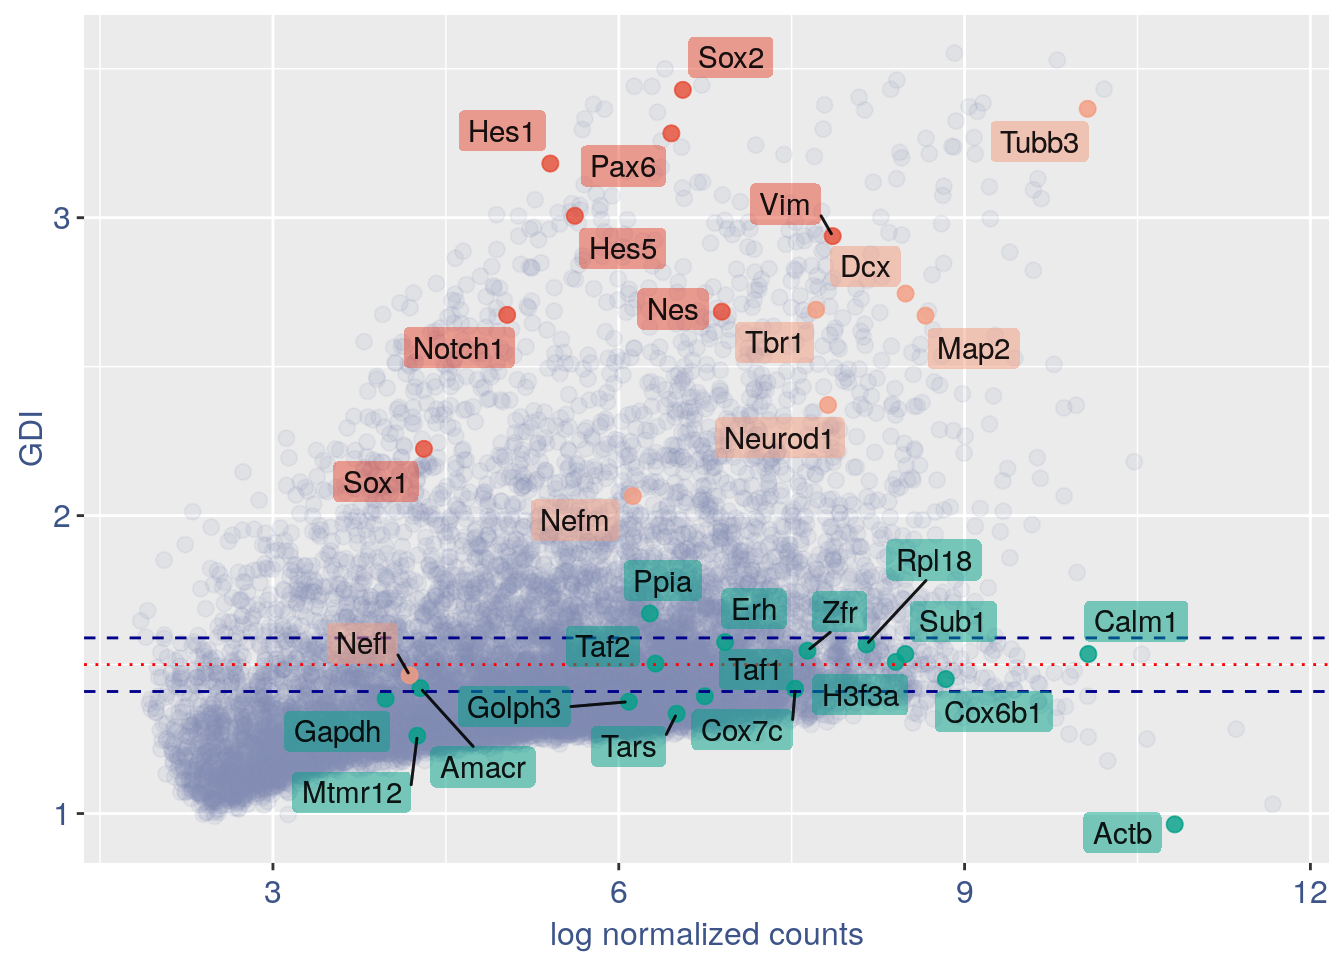 Sox2
Hes1
Tubb3
Pax6
Vim
3
Hes5
Dcx
Nes
Tbr1
Notch1
Map2
GDI
Neurod1
Sox1
2
Nefm
Rpl18
Ppia
Erh
Zfr
Sub1
Calm1
Nefl
Taf2
Taf1
H3f3a
Golph3
Cox6b1
Gapdh
Cox7c
Tars
Amacr
Mtmr12
1
Actb
3
6
9
12
log normalized counts